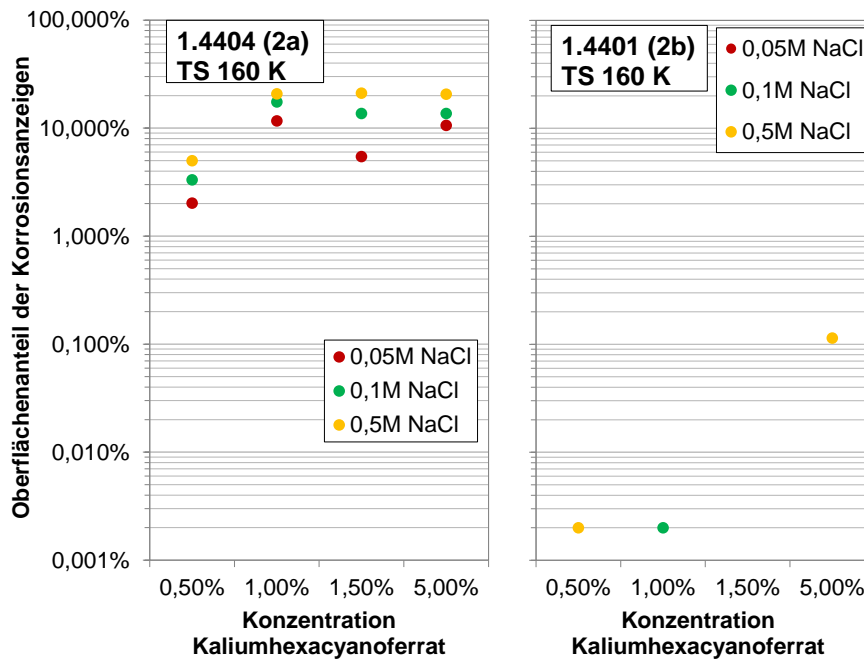 Oberflächenanteil der Korrosionsanzeigen
100,000%
10,000%
1,000%
0,100%
0,010%
0,001%
1.4404 (2a)
TS 160 K
0,05M NaCl
0,1M NaCl
0,5M NaCl
0,50% 1,00% 1,50% 5,00%
Konzentration
Kaliumhexacyanoferrat
1.4401 (2b)
TS 160 K
0,05M NaCl
0,1M NaCl
0,5M NaCl
0,50% 1,00% 1,50% 5,00%
Konzentration
Kaliumhexacyanoferrat